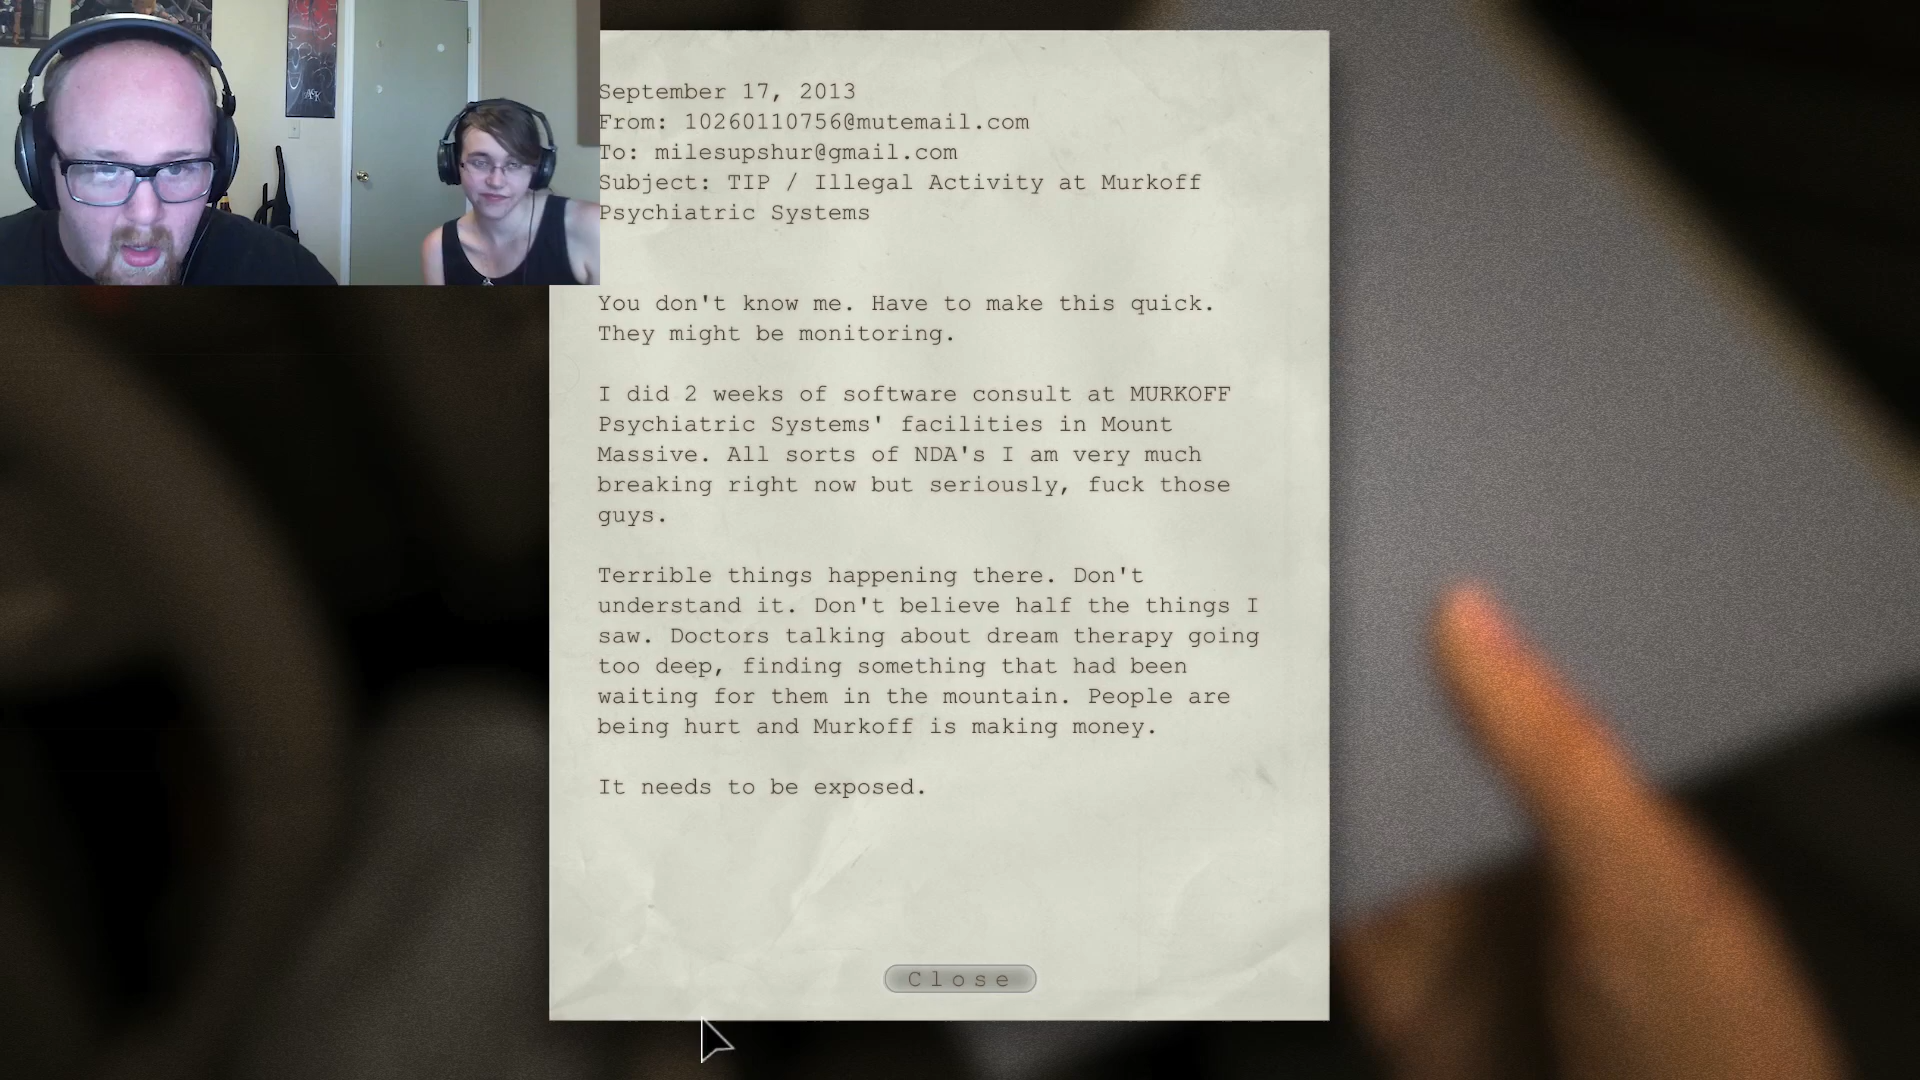 September 17, 2013
From: 10260110756@mutemail.com
To: milesupshur@gmail.com
Subject: TIP / Illegal Activity at Murkoff
Psychiatric Systems
You don't know me. Have to make this quick.
They might be monitoring.
I did 2 weeks of software consult at MURKOFF
Psychiatric Systems' facilities in Mount
Massive. All sorts of NDA's I am very much
breaking right now but seriously, fuck those
guys.
Terrible things happening there. Don't
understand it. Don't believe half the things I
saw. Doctors talking about dream therapy going
too deep, finding something that had been
waiting for them in the mountain. People are
being hurt and Murkoff is making money.
It needs to be exposed.
Close